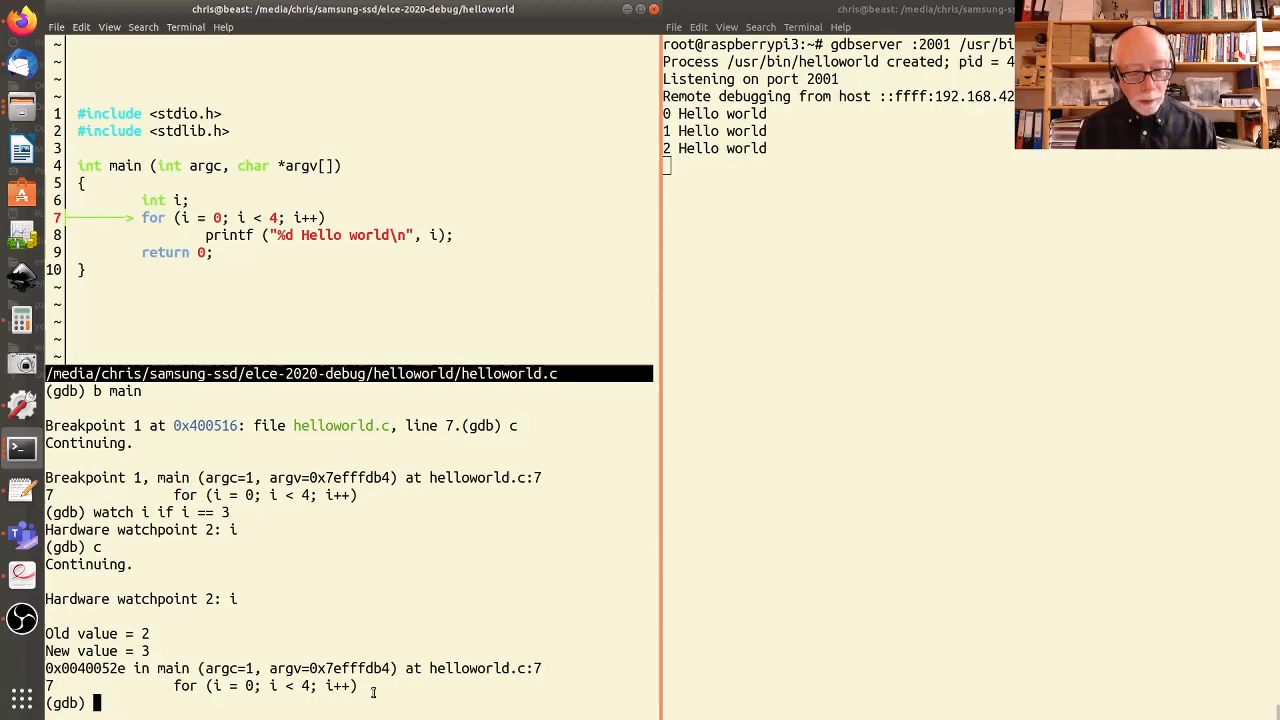 chris@beast: /media/chris/samsung-ssd/elce-2020-debug/helloworld
File Edit View Search Terminal Help
~
~
~
~
1 #include <stdio.h>
2 #include <stdlib.h>
3
4 int main (int argc, char *argv[])
5 {
6 int i;
7 ──────> for (i = 0; i < 4; i++)
8 printf ("%d Hello world\n", i);
9 return 0;
10 }
~
~
~
~
~
/media/chris/samsung-ssd/elce-2020-debug/helloworld/helloworld.c
(gdb) b main
Breakpoint 1 at 0x400516: file helloworld.c, line 7.(gdb) c
Continuing.
Breakpoint 1, main (argc=1, argv=0x7efffdb4) at helloworld.c:7
7 for (i = 0; i < 4; i++)
(gdb) watch i if i == 3
Hardware watchpoint 2: i
(gdb) c
Continuing.
Hardware watchpoint 2: i
Old value = 2
New value = 3
0x0040052e in main (argc=1, argv=0x7efffdb4) at helloworld.c:7
7 for (i = 0; i < 4; i++)
(gdb)
chris@beast: /media/chris/samsung-s
File Edit View Search Terminal Help
root@raspberrypi3:~# gdbserver :2001 /usr/bi
Process /usr/bin/helloworld created; pid = 4
Listening on port 2001
Remote debugging from host ::ffff:192.168.42
0 Hello world
1 Hello world
2 Hello world